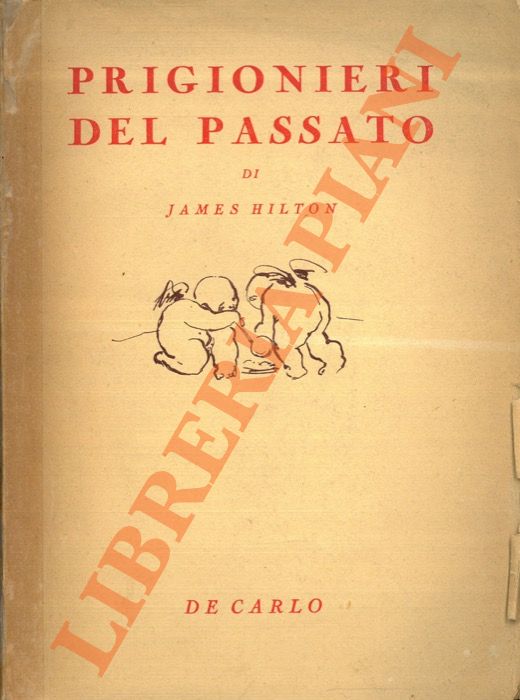 PRIGIONIERI
DEL PASSATO
DI
JAMES HILTON
DE CARLO
LIBRERIA PIANI